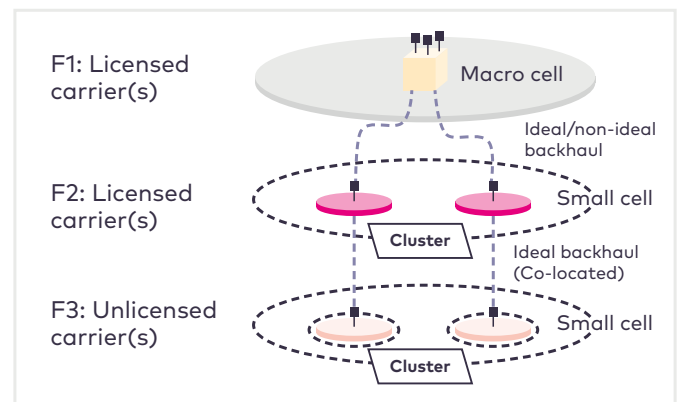 F1: Licensed
carrier(s)
Macro cell
Ideal/non-ideal
backhaul
F2: Licensed
carrier(s)
Small cell
Cluster
Ideal backhaul
(Co-located)
F3: Unlicensed
carrier(s)
Small cell
Cluster